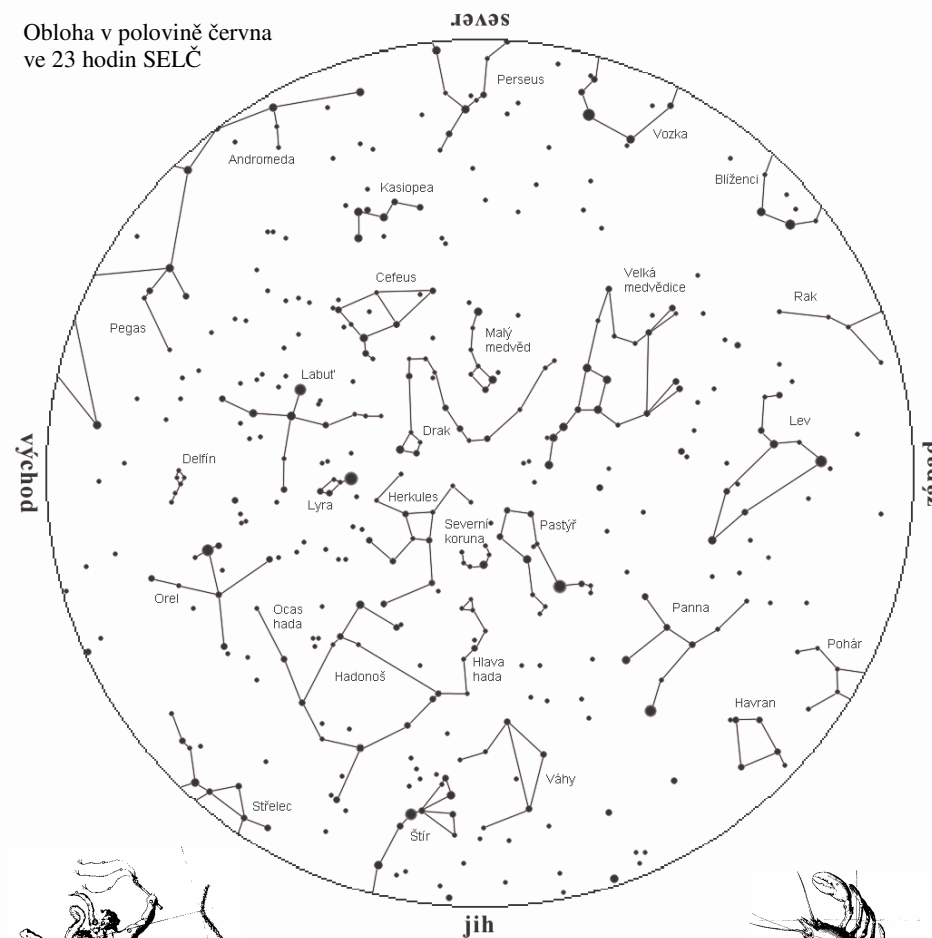 Obloha v polovině června
ve 23 hodin SELČ
sever
Perseus
Vozka
Andromeda
Blíženci
Kasiopea
Cefeus
Velká
medvědice
Rak
Pegas
Malý
medvěd
Labuť
Lev
Drak
východ
Delfín
Lyra
Herkules
Severní
koruna
Pastýř
Orel
Ocas
hada
Panna
Hadonoš
Hlava
hada
Pohár
Havran
Váhy
Střelec
Štír
jih